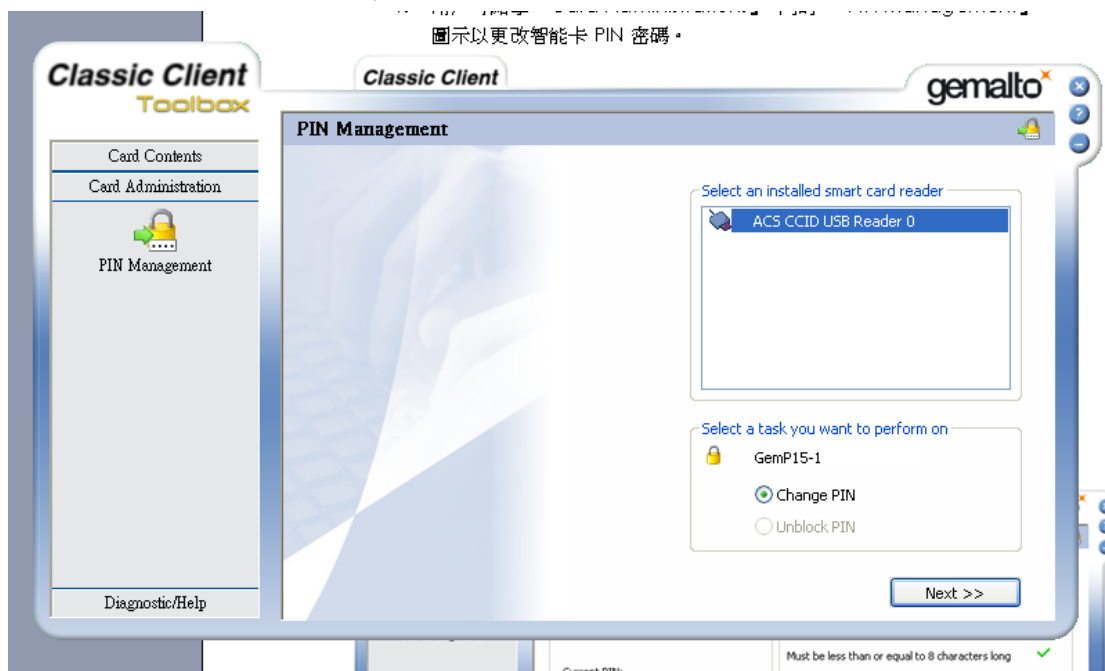 圖示以更改智能卡 PIN 密碼。
Classic Client
Toolbox
Classic Client
gemalto
PIN Management
Card Contents
Card Administration
PIN Management
Diagnostic/Help
Select an installed smart card reader
ACS CCID USB Reader 0
Select a task you want to perform on
GemP15-1
Change PIN
Unblock PIN
Next >>
Must be less than or equal to 8 characters long